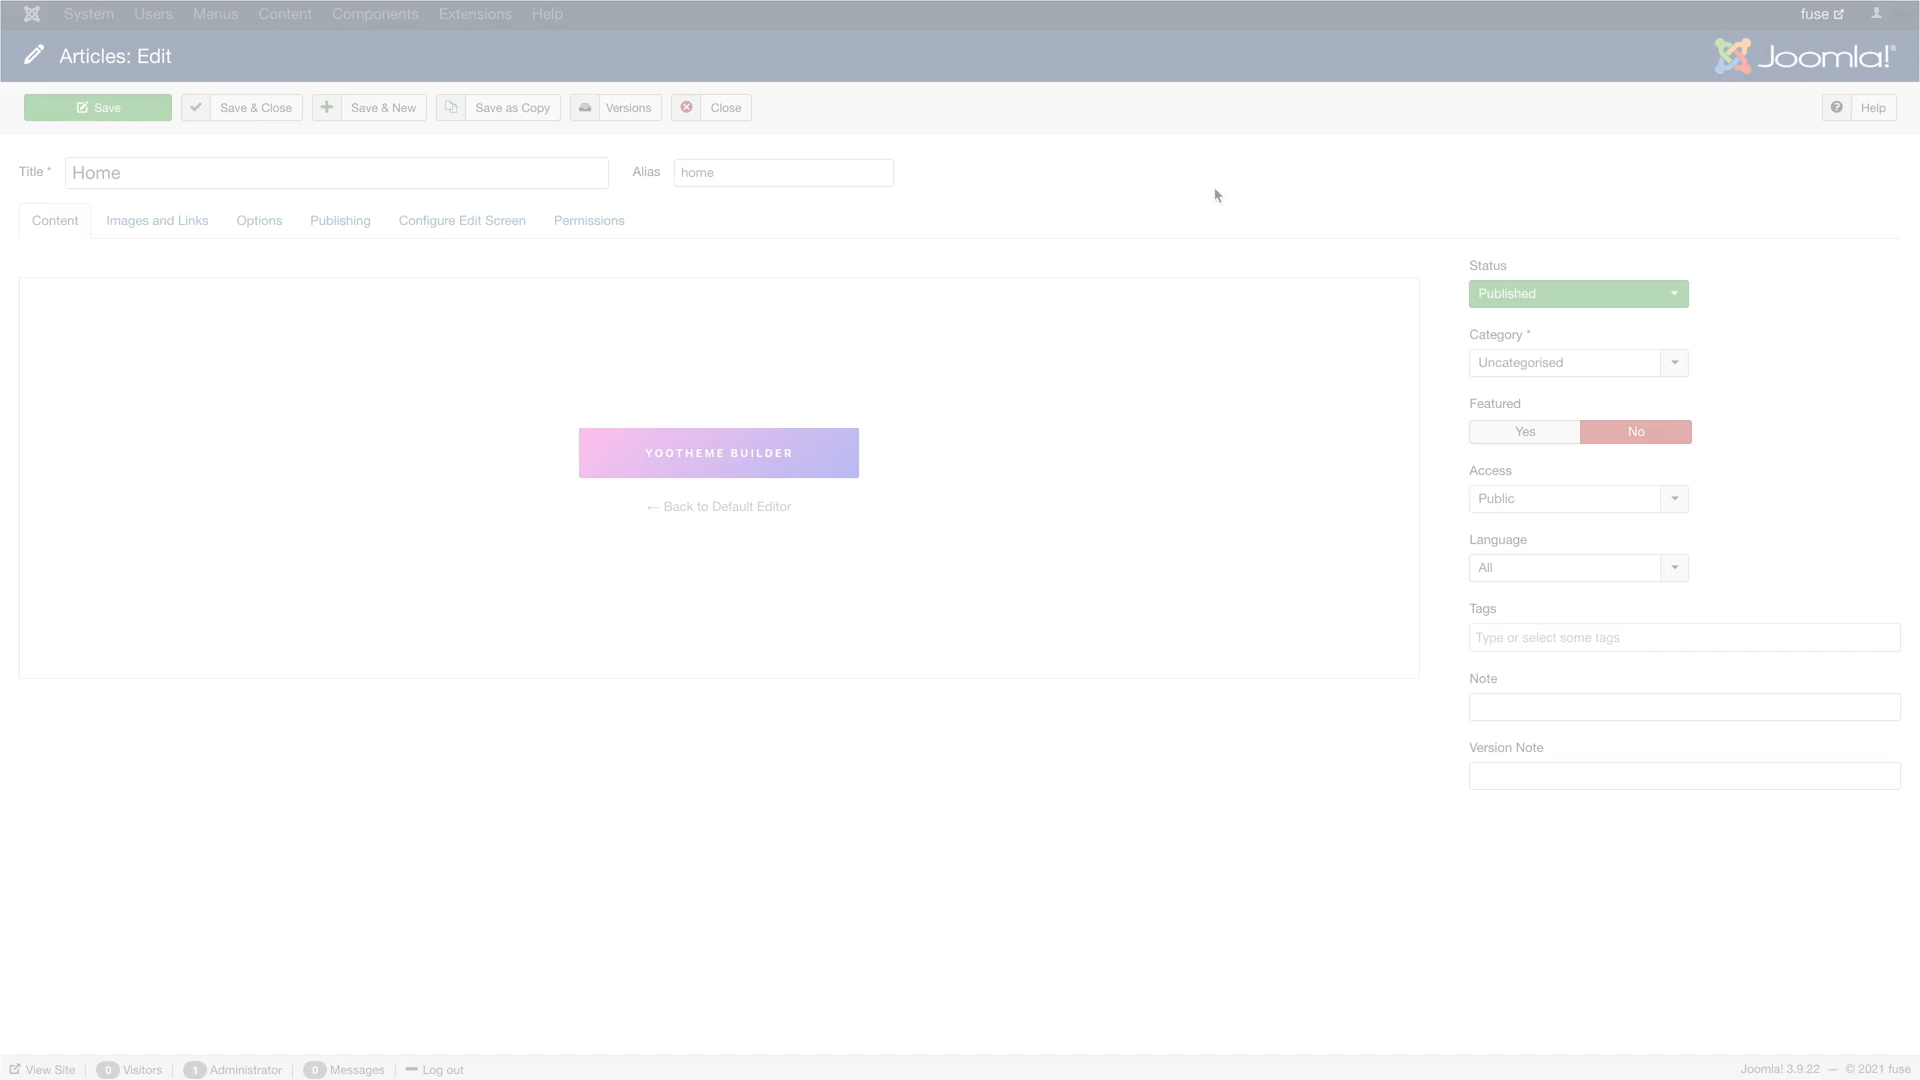 System Users Menus Content Components Extensions Help fuse
Articles: Edit Joomla!®
Save Save & Close Save & New Save as Copy Versions Close Help
Title * Home Alias home
Content Images and Links Options Publishing Configure Edit Screen Permissions
Status
Published
Category *
Uncategorised
Featured
Yes No
YOOTHEME BUILDER
Access
Public
← Back to Default Editor
Language
All
Tags
Type or select some tags
Note
Version Note
View Site 0 Visitors 1 Administrator 0 Messages Log out Joomla! 3.9.22 — © 2021 fuse